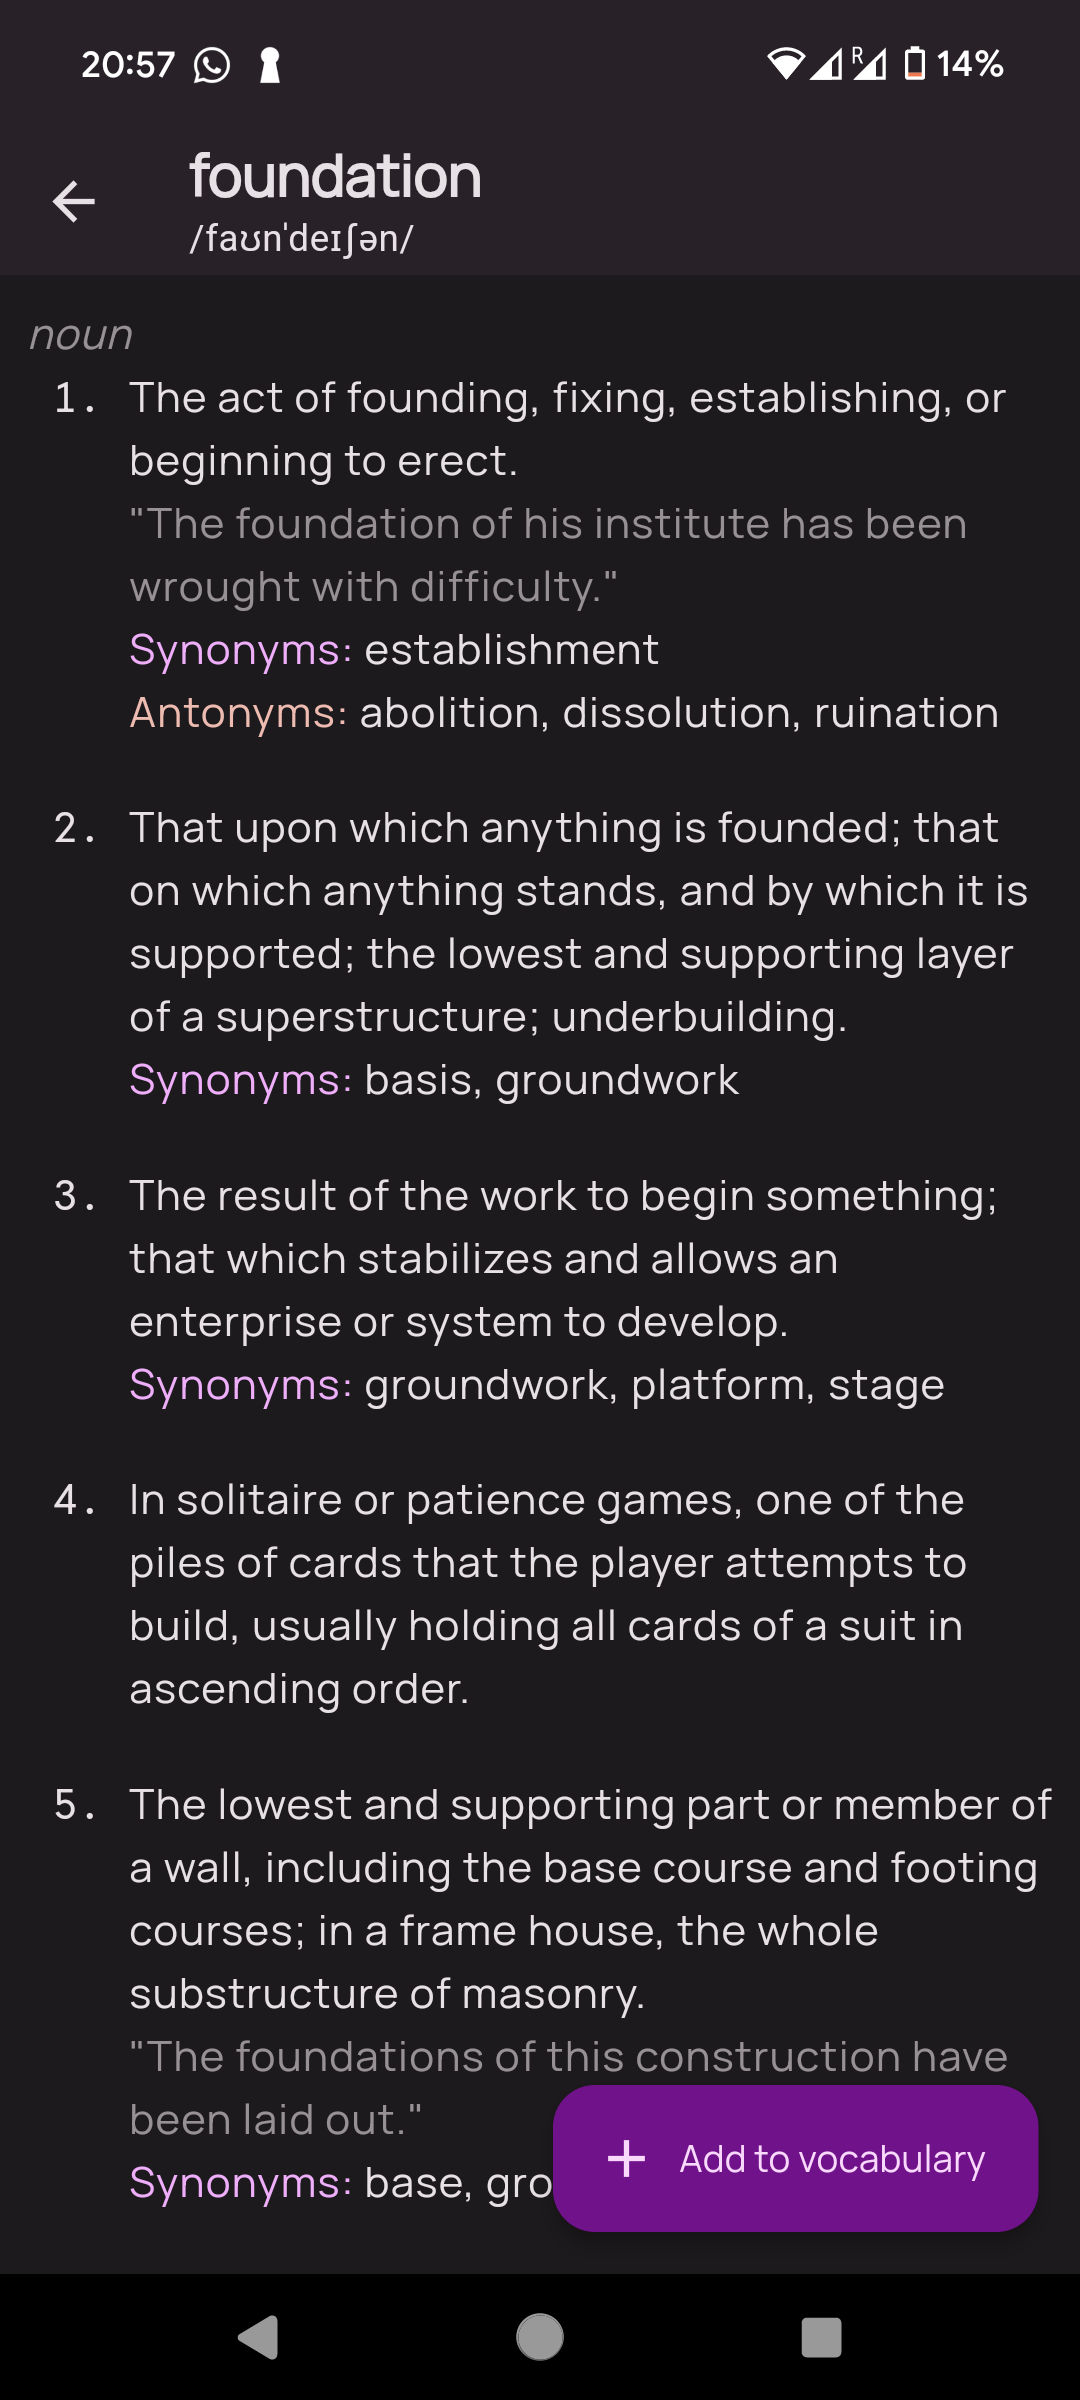 20:57
R
14%
foundation
/faʊnˈdeɪʃən/
noun
1. The act of founding, fixing, establishing, or
beginning to erect.
"The foundation of his institute has been
wrought with difficulty."
Synonyms: establishment
Antonyms: abolition, dissolution, ruination
2. That upon which anything is founded; that
on which anything stands, and by which it is
supported; the lowest and supporting layer
of a superstructure; underbuilding.
Synonyms: basis, groundwork
3. The result of the work to begin something;
that which stabilizes and allows an
enterprise or system to develop.
Synonyms: groundwork, platform, stage
4. In solitaire or patience games, one of the
piles of cards that the player attempts to
build, usually holding all cards of a suit in
ascending order.
5. The lowest and supporting part or member of
a wall, including the base course and footing
courses; in a frame house, the whole
substructure of masonry.
"The foundations of this construction have
been laid out."
Synonyms: base,
Add to vocabulary